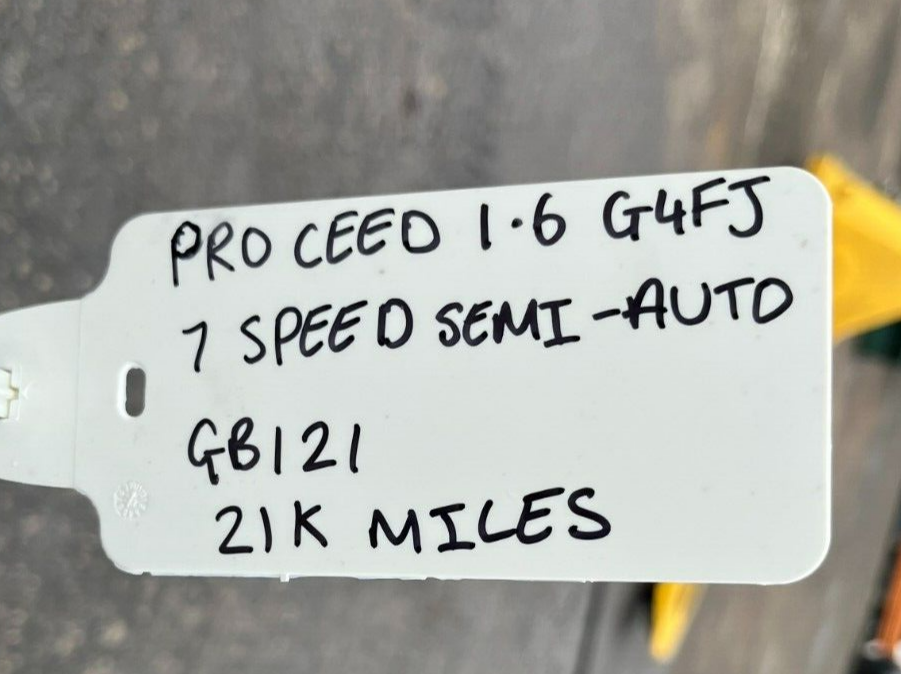 PRO CEED 1.6 G4FJ
7 SPEED SEMI-AUTO
GB121
21K MILES